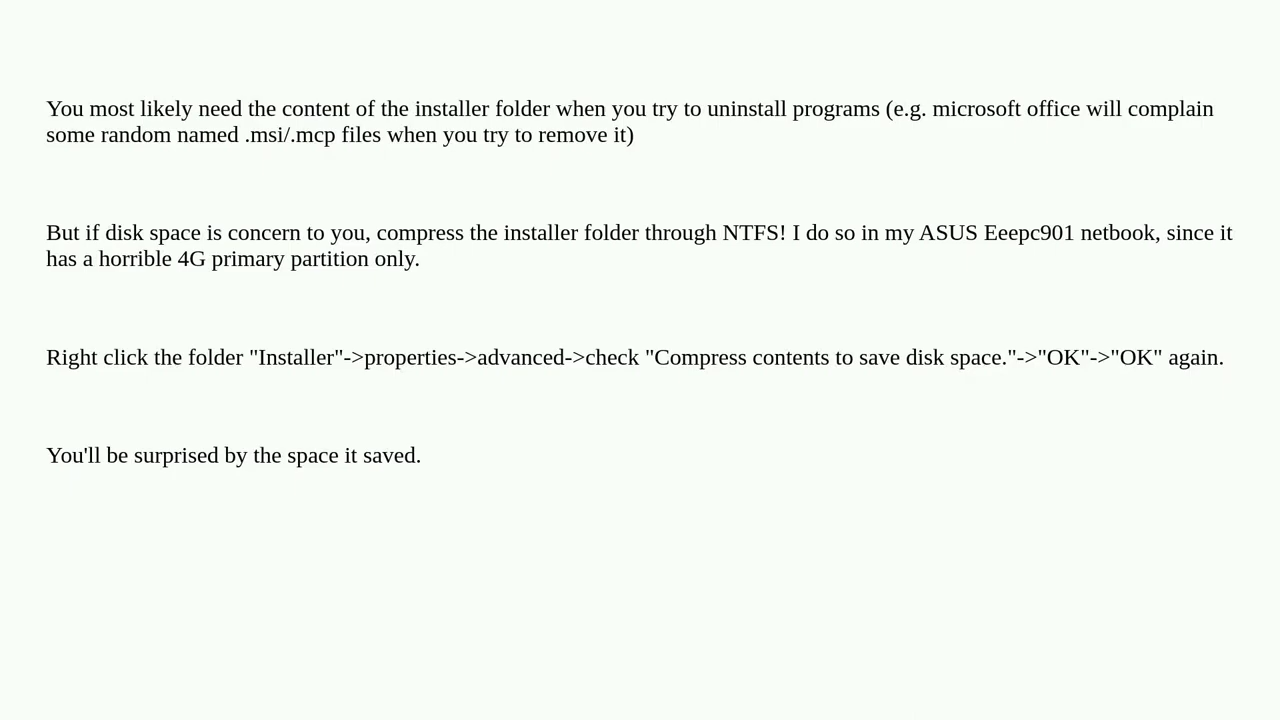 You most likely need the content of the installer folder when you try to uninstall programs (e.g. microsoft office will complain
some random named .msi/.mcp files when you try to remove it)
But if disk space is concern to you, compress the installer folder through NTFS! I do so in my ASUS Eeepc901 netbook, since it
has a horrible 4G primary partition only.
Right click the folder "Installer"->properties->advanced->check "Compress contents to save disk space."->"OK"->"OK" again.
You'll be surprised by the space it saved.